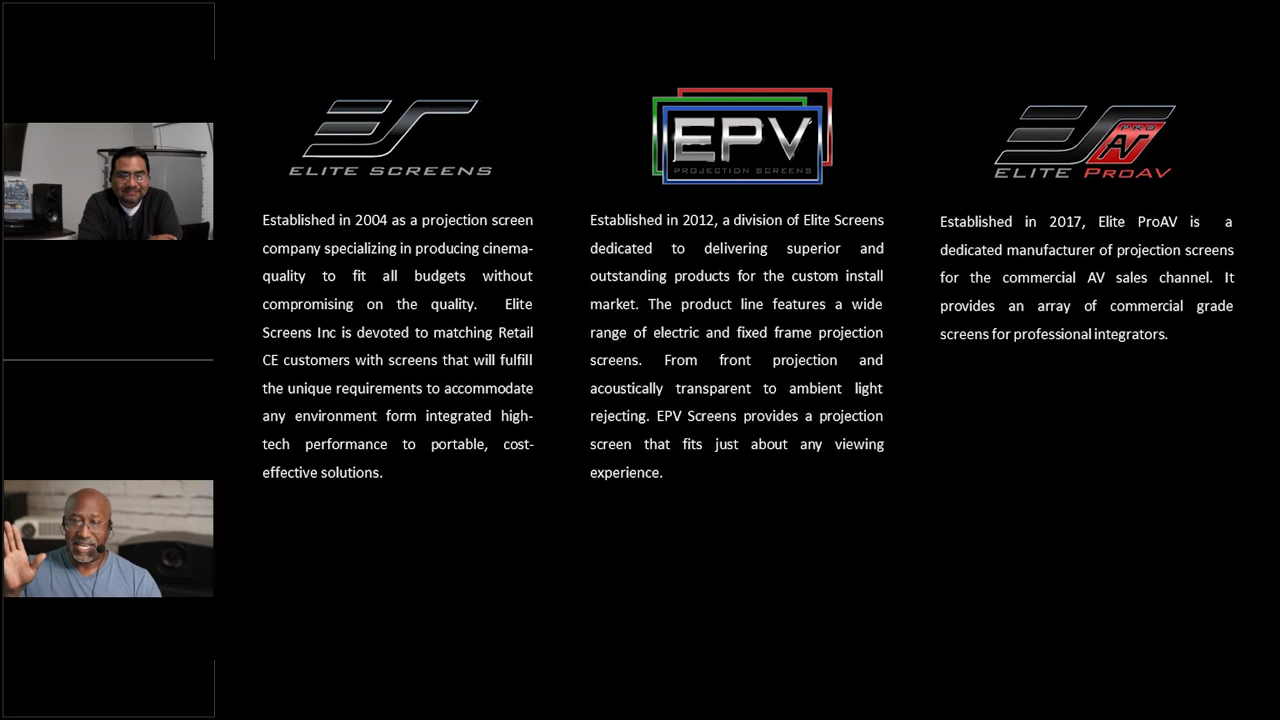 ELITE SCREENS
Established in 2004 as a projection screen
company specializing in producing cinema-
quality to fit all budgets without
compromising on the quality. Elite
Screens Inc is devoted to matching Retail
CE customers with screens that will fulfill
the unique requirements to accommodate
any environment form integrated high-
tech performance to portable, cost-
effective solutions.
EPV
PROJECTION SCREENS
Established in 2012, a division of Elite Screens
dedicated to delivering superior and
outstanding products for the custom install
market. The product line features a wide
range of electric and fixed frame projection
screens. From front projection and
acoustically transparent to ambient light
rejecting. EPV Screens provides a projection
screen that fits just about any viewing
experience.
PRO
AV
ELITE PROAV
Established in 2017, Elite ProAV is a
dedicated manufacturer of projection screens
for the commercial AV sales channel. It
provides an array of commercial grade
screens for professional integrators.